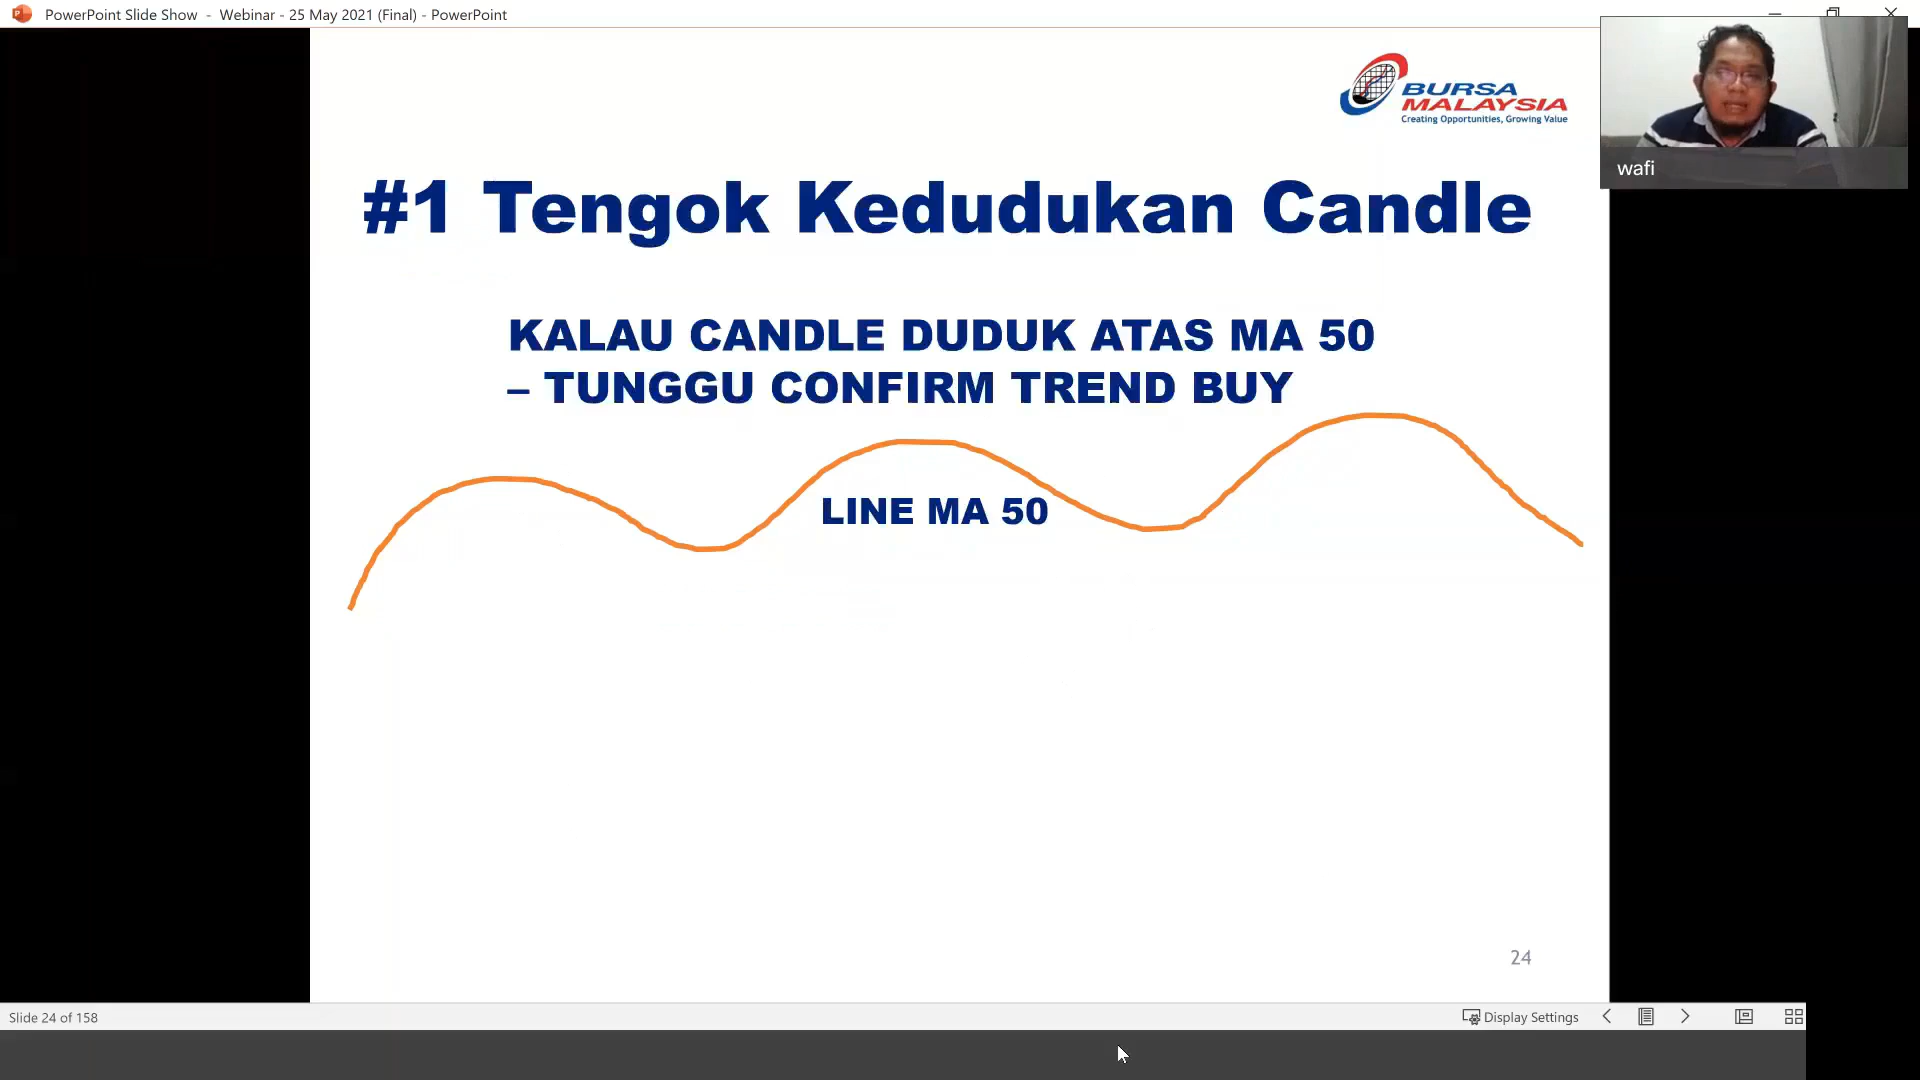 PowerPoint Slide Show - Webinar - 25 May 2021 (Final) - PowerPoint
BURSA
MALAYSIA
Creating Opportunities, Growing Value
wafi
#1 Tengok Kedudukan Candle
KALAU CANDLE DUDUK ATAS MA 50
– TUNGGU CONFIRM TREND BUY
LINE MA 50
24
Slide 24 of 158
Display Settings